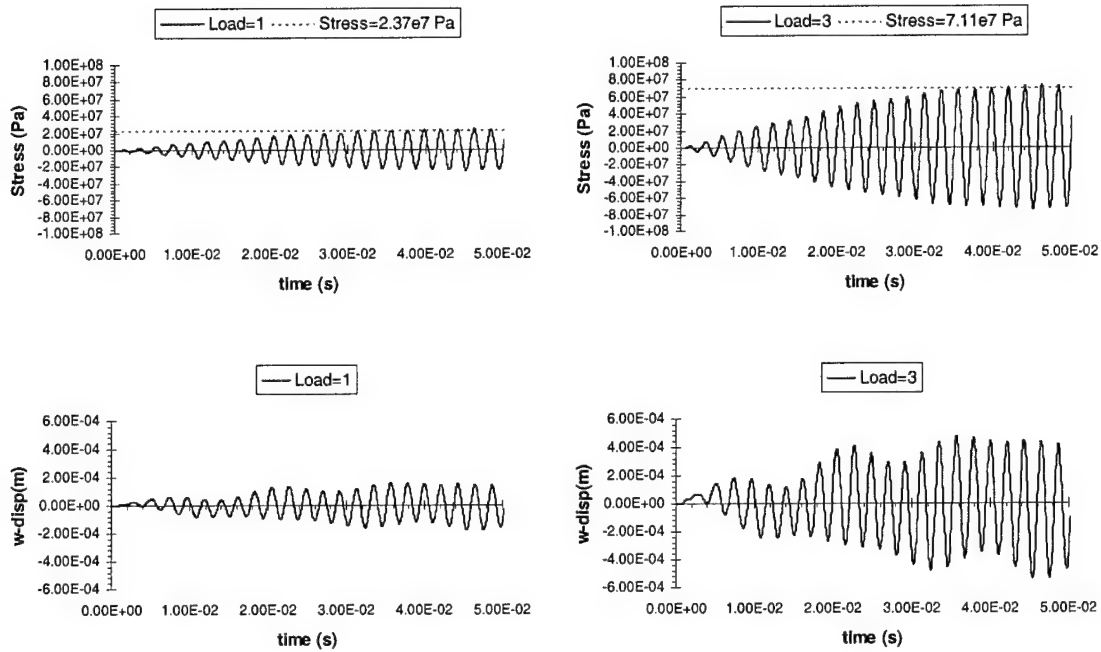 Load=1 Stress=2.37e7 Pa
Stress (Pa)
1.00E+08
8.00E+07
6.00E+07
4.00E+07
2.00E+07
0.00E+00
-2.00E+07
-4.00E+07
-6.00E+07
-8.00E+07
-1.00E+08
0.00E+00 1.00E-02 2.00E-02 3.00E-02 4.00E-02 5.00E-02
time (s)
Load=3 Stress=7.11e7 Pa
Stress (Pa)
1.00E+08
8.00E+07
6.00E+07
4.00E+07
2.00E+07
0.00E+00
-2.00E+07
-4.00E+07
-6.00E+07
-8.00E+07
-1.00E+08
0.00E+00 1.00E-02 2.00E-02 3.00E-02 4.00E-02 5.00E-02
time (s)
Load=1
w-disp(m)
6.00E-04
4.00E-04
2.00E-04
0.00E+00
-2.00E-04
-4.00E-04
-6.00E-04
0.00E+00 1.00E-02 2.00E-02 3.00E-02 4.00E-02 5.00E-02
time (s)
Load=3
w-disp(m)
6.00E-04
4.00E-04
2.00E-04
0.00E+00
-2.00E-04
-4.00E-04
-6.00E-04
0.00E+00 1.00E-02 2.00E-02 3.00E-02 4.00E-02 5.00E-02
time (s)